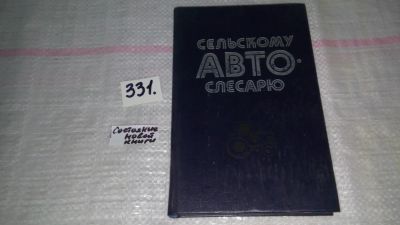 СЕЛЬСКОМУ
АВТО-
СЛЕСАРЮ
331.
Состояние
новой
книги